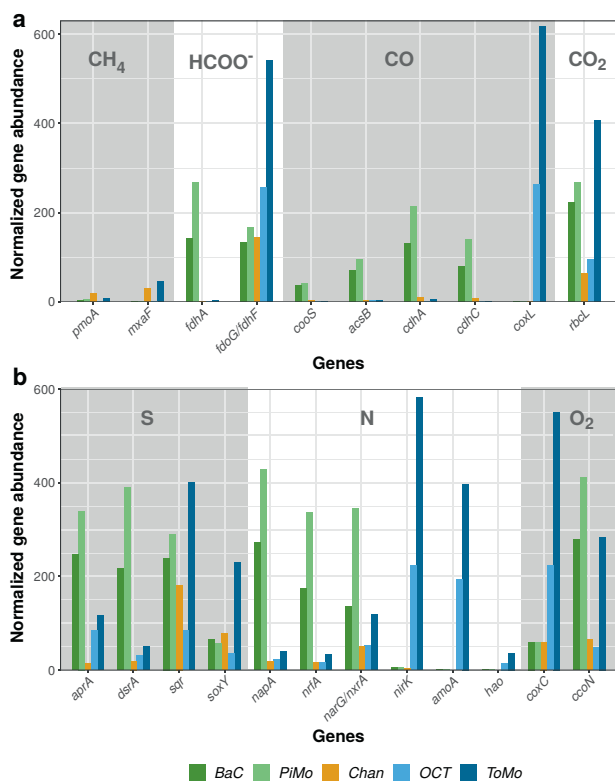 a
CH4
HCOO-
CO
CO2
Normalized gene abundance
600
400
200
0
pmoA
mxaF
fdhA
fdoG/fdhF
cooS
acsB
cdhA
cdhC
coxL
rbcL
Genes
b
S
N
O2
Normalized gene abundance
600
400
200
0
aprA
dsrA
sqr
soxY
napA
nrfA
narG/nxrA
nirK
amoA
hao
coxC
ccoN
Genes
BaC PiMo Chan OCT ToMo